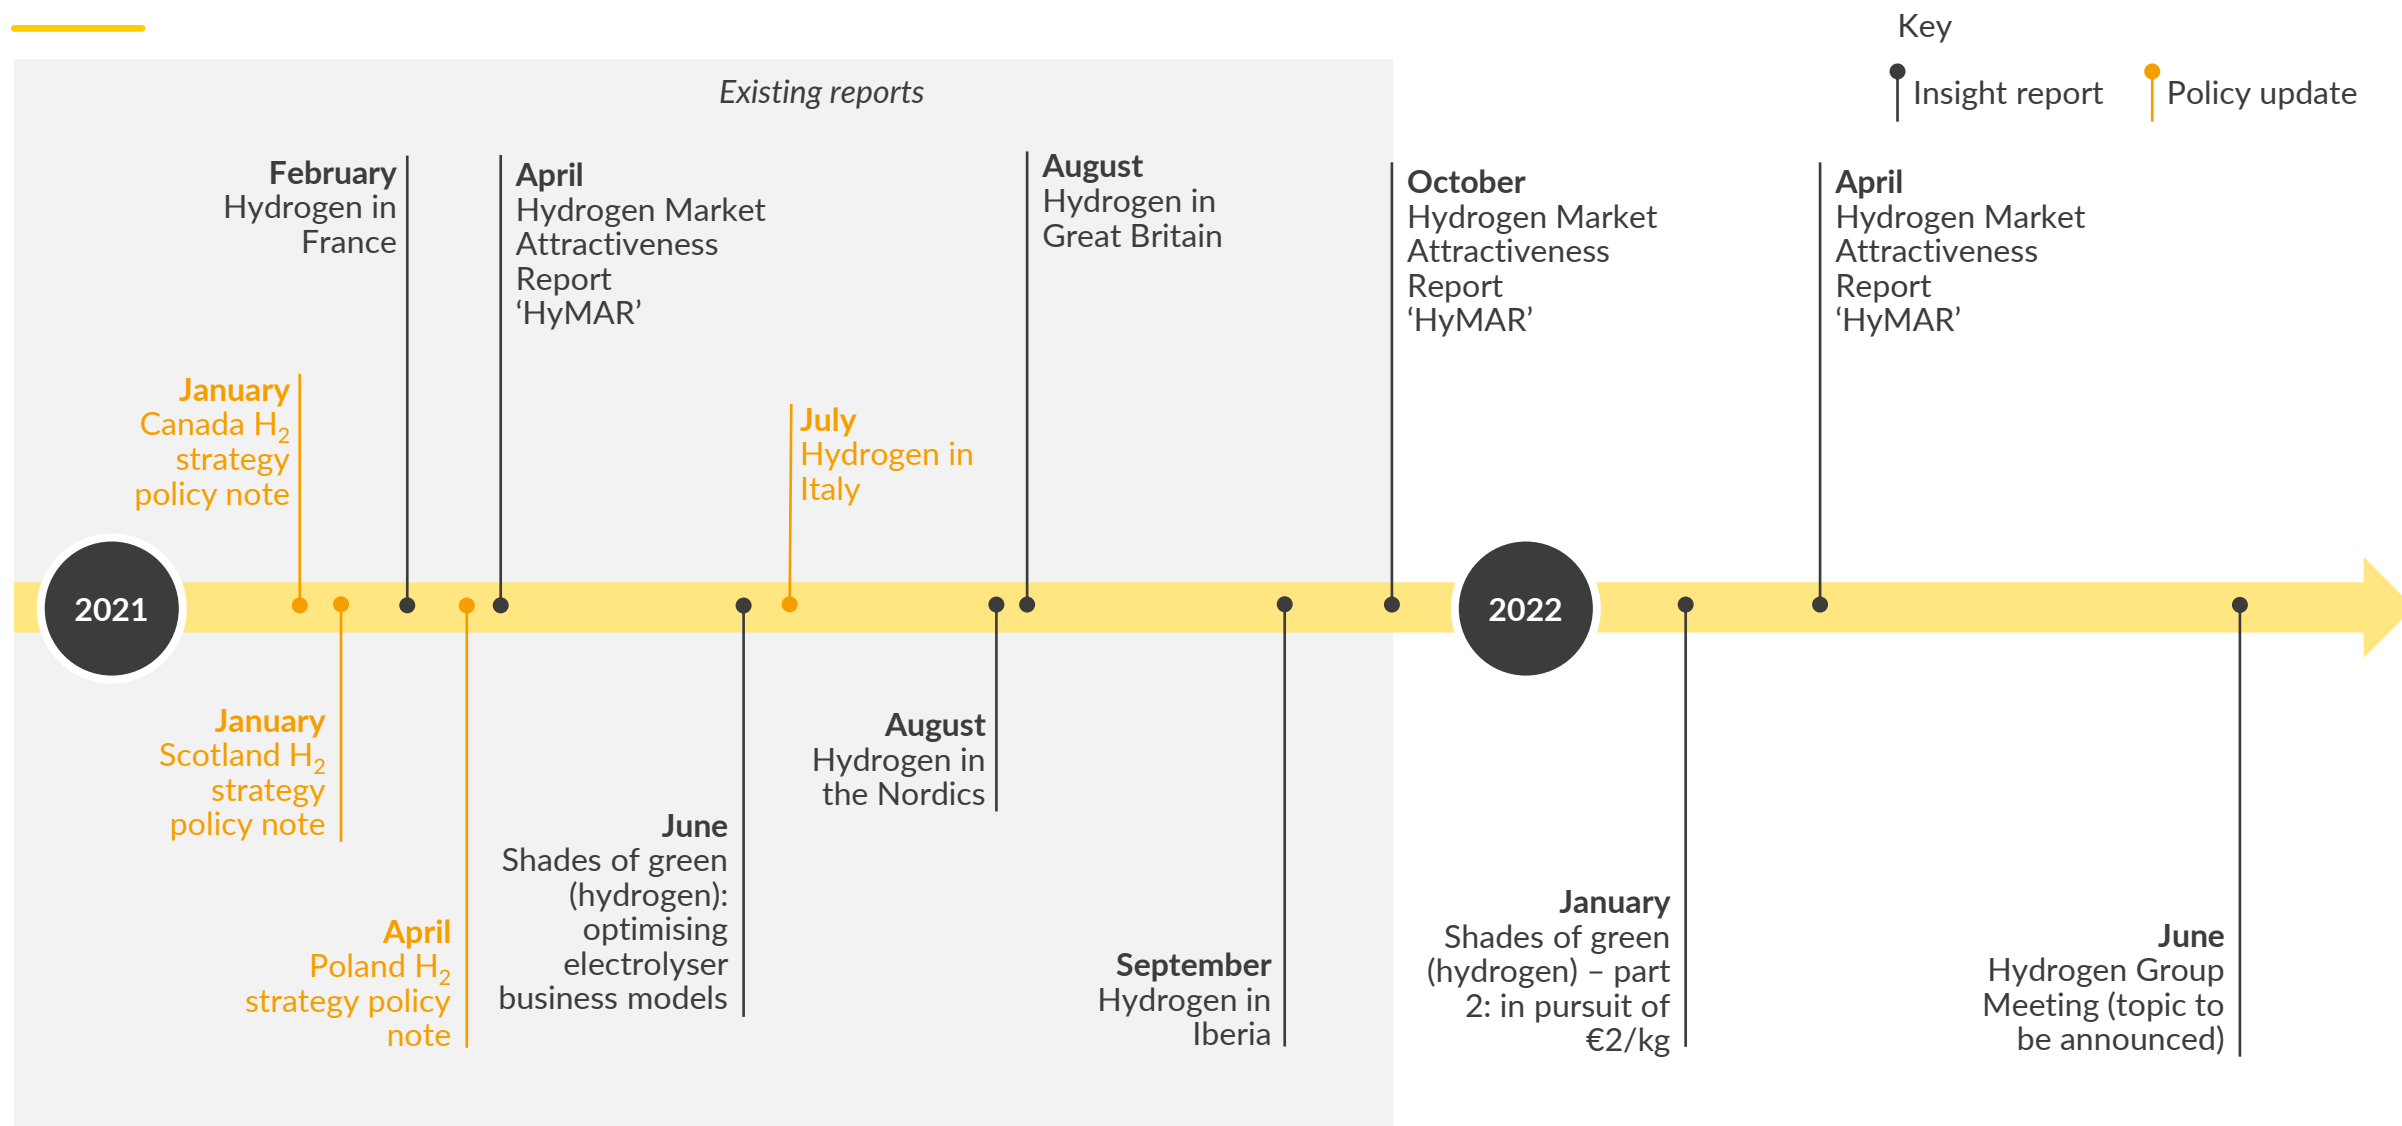 Key
Insight report
Policy update
Existing reports
February
Hydrogen in
France
April
Hydrogen Market
Attractiveness
Report
‘HyMAR’
August
Hydrogen in
Great Britain
October
Hydrogen Market
Attractiveness
Report
‘HyMAR’
April
Hydrogen Market
Attractiveness
Report
‘HyMAR’
January
Canada H₂
strategy
policy note
July
Hydrogen in
Italy
2021
2022
January
Scotland H₂
strategy
policy note
April
Poland H₂
strategy policy
note
June
Shades of green
(hydrogen):
optimising
electrolyser
business models
August
Hydrogen in
the Nordics
September
Hydrogen in
Iberia
January
Shades of green
(hydrogen) – part
2: in pursuit of
€2/kg
June
Hydrogen Group
Meeting (topic to
be announced)